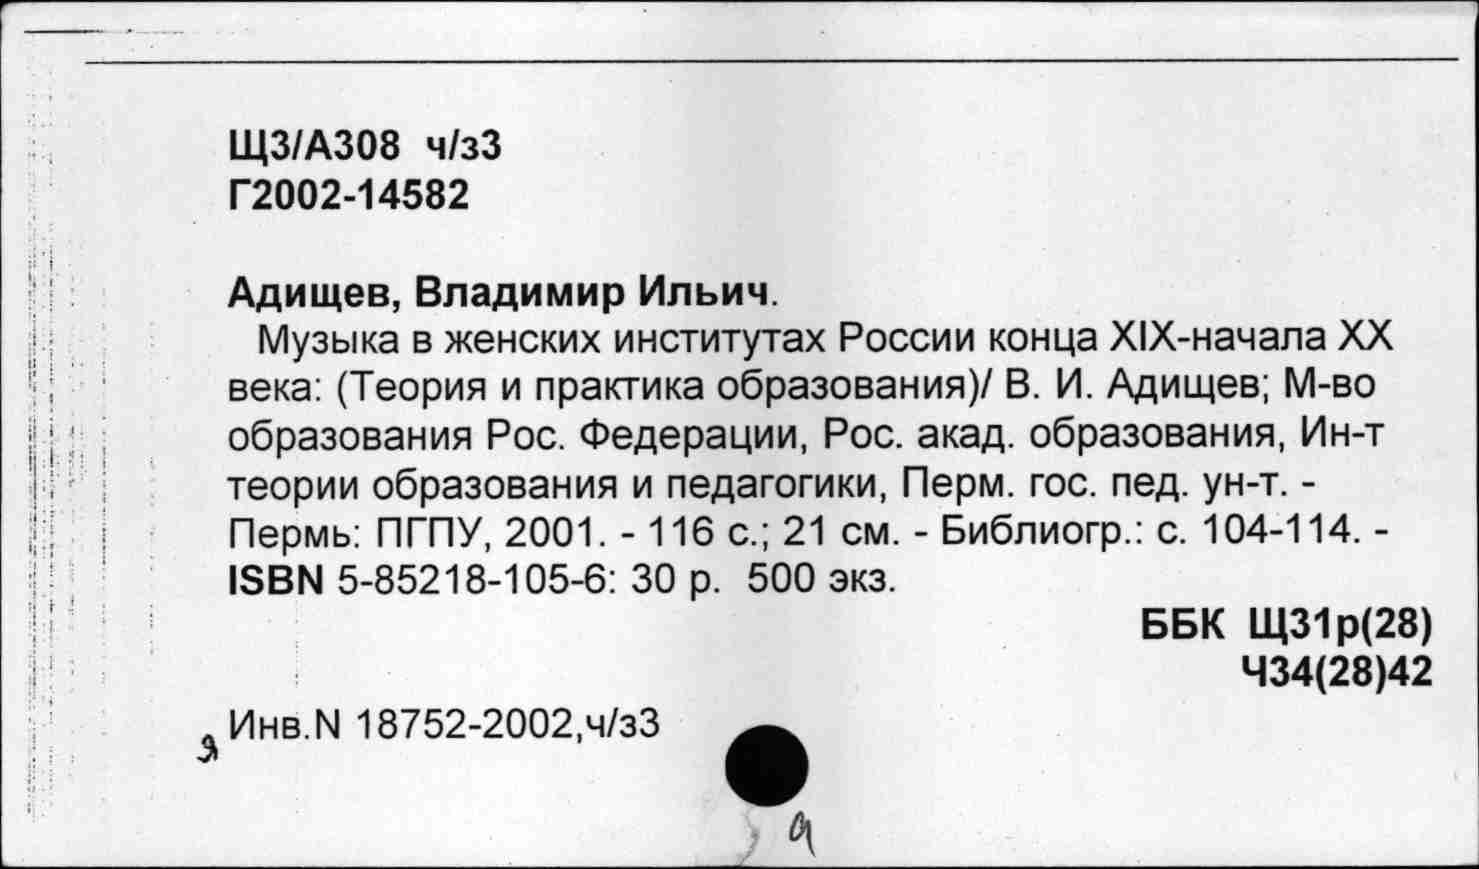 ЩЗ/А308 ч/з3
Г2002-14582
Адищев, Владимир Ильич.
Музыка в женских институтах России конца XIX-начала XX
века: (Теория и практика образования)/ В. И. Адищев; М-во
образования Рос. Федерации, Рос. акад. образования, Ин-т
теории образования и педагогики, Перм. гос. пед. ун-т. -
Пермь: ПГПУ, 2001. - 116 с.; 21 см. - Библиогр.: с. 104-114. -
ISBN 5-85218-105-6: 30 р. 500 экз.
ББК Щ31р(28)
Ч34(28)42
Инв.N 18752-2002,ч/з3